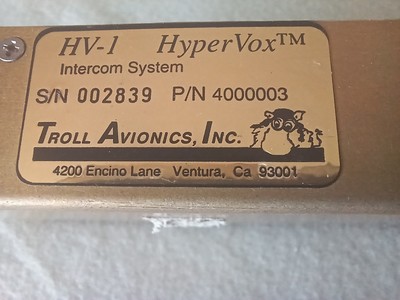 HV-1 HyperVox™
Intercom System
S/N 002839 P/N 4000003
TROLL AVIONICS, INC.
4200 Encino Lane Ventura, Ca 93001